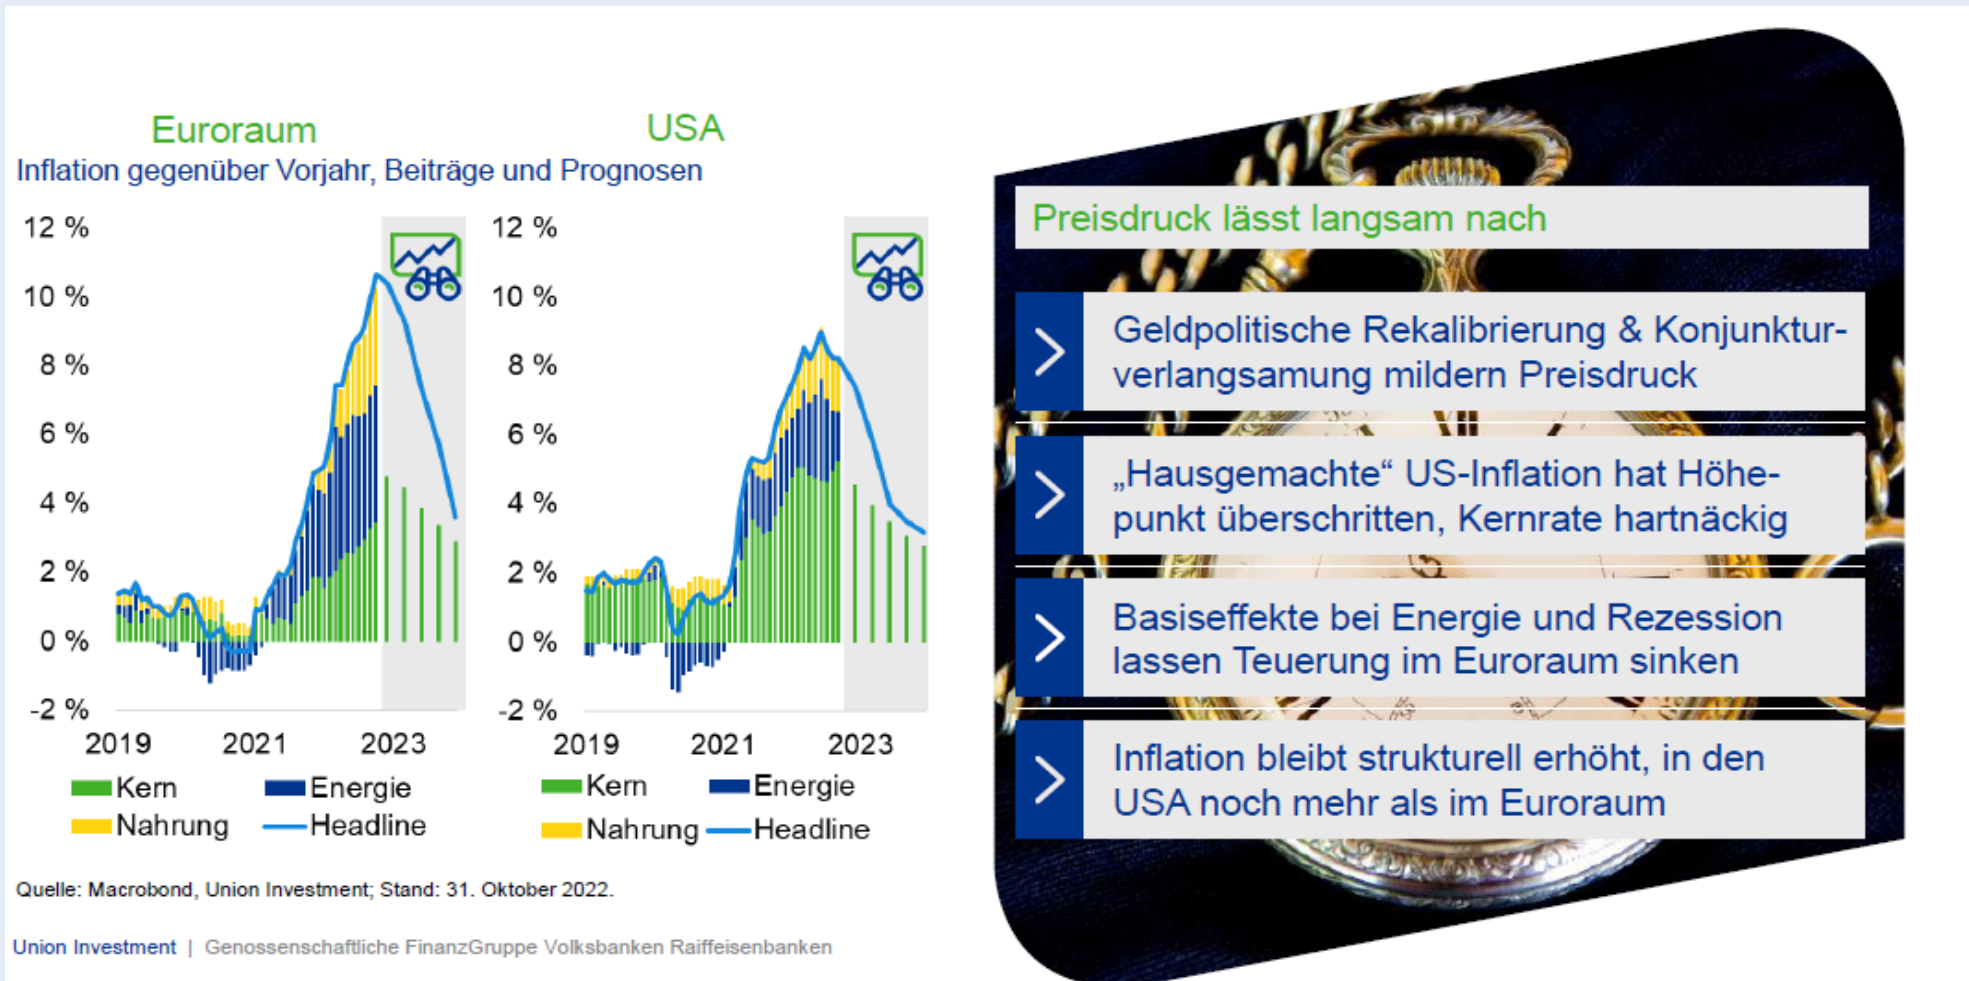 Euroraum
USA
Inflation gegenüber Vorjahr, Beiträge und Prognosen
12 %
10 %
8 %
6 %
4 %
2 %
0 %
-2 %
2019 2021 2023
Kern Energie
Nahrung Headline
12 %
10 %
8 %
6 %
4 %
2 %
0 %
-2 %
2019 2021 2023
Kern Energie
Nahrung Headline
Quelle: Macrobond, Union Investment; Stand: 31. Oktober 2022.
Union Investment | Genossenschaftliche FinanzGruppe Volksbanken Raiffeisenbanken
Preisdruck lässt langsam nach
Geldpolitische Rekalibrierung & Konjunktur-
verlangsamung mildern Preisdruck
„Hausgemachte“ US-Inflation hat Höhe-
punkt überschritten, Kernrate hartnäckig
Basiseffekte bei Energie und Rezession
lassen Teuerung im Euroraum sinken
Inflation bleibt strukturell erhöht, in den
USA noch mehr als im Euroraum